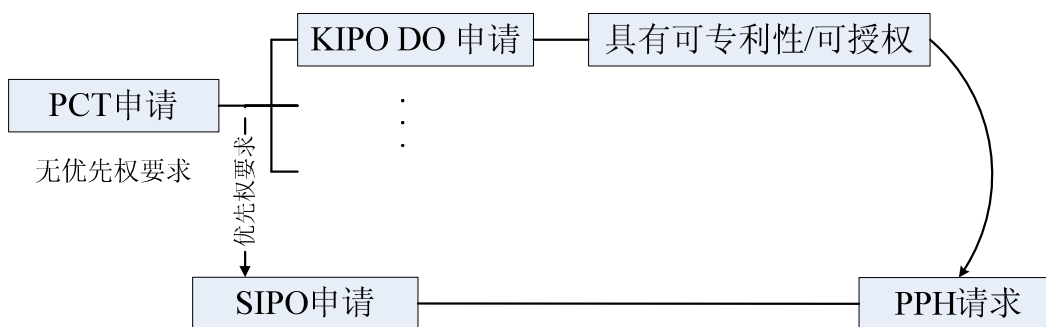 KIPO DO 申请
具有可专利性/可授权
PCT申请
无优先权要求
优先权要求
SIPO申请
PPH请求